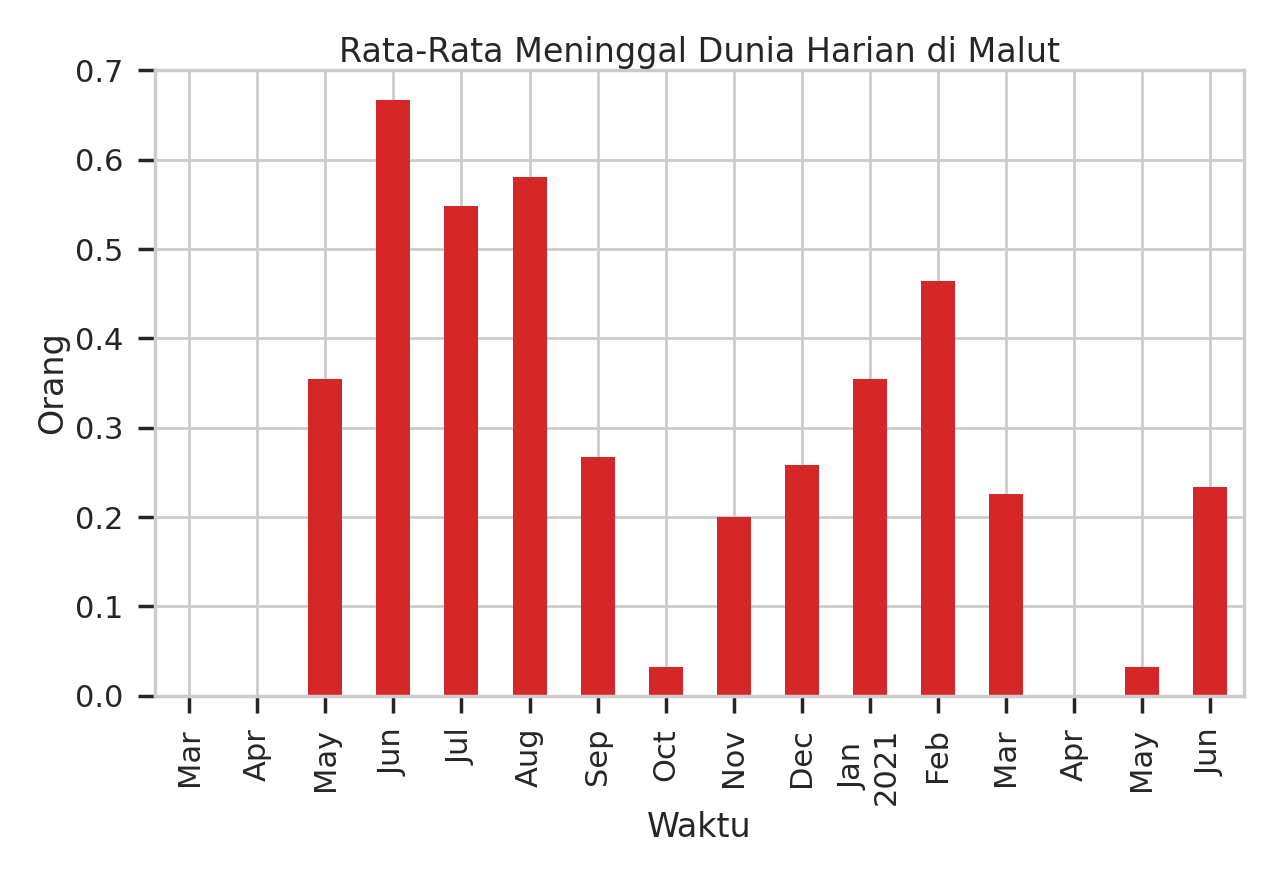 Rata-Rata Meninggal Dunia Harian di Malut
0.7
0.6
0.5
0.4
0.3
0.2
0.1
0.0
Orang
Mar
Apr
May
Jun
Jul
Aug
Sep
Oct
Nov
Dec
Jan
2021
Feb
Mar
Apr
May
Jun
Waktu